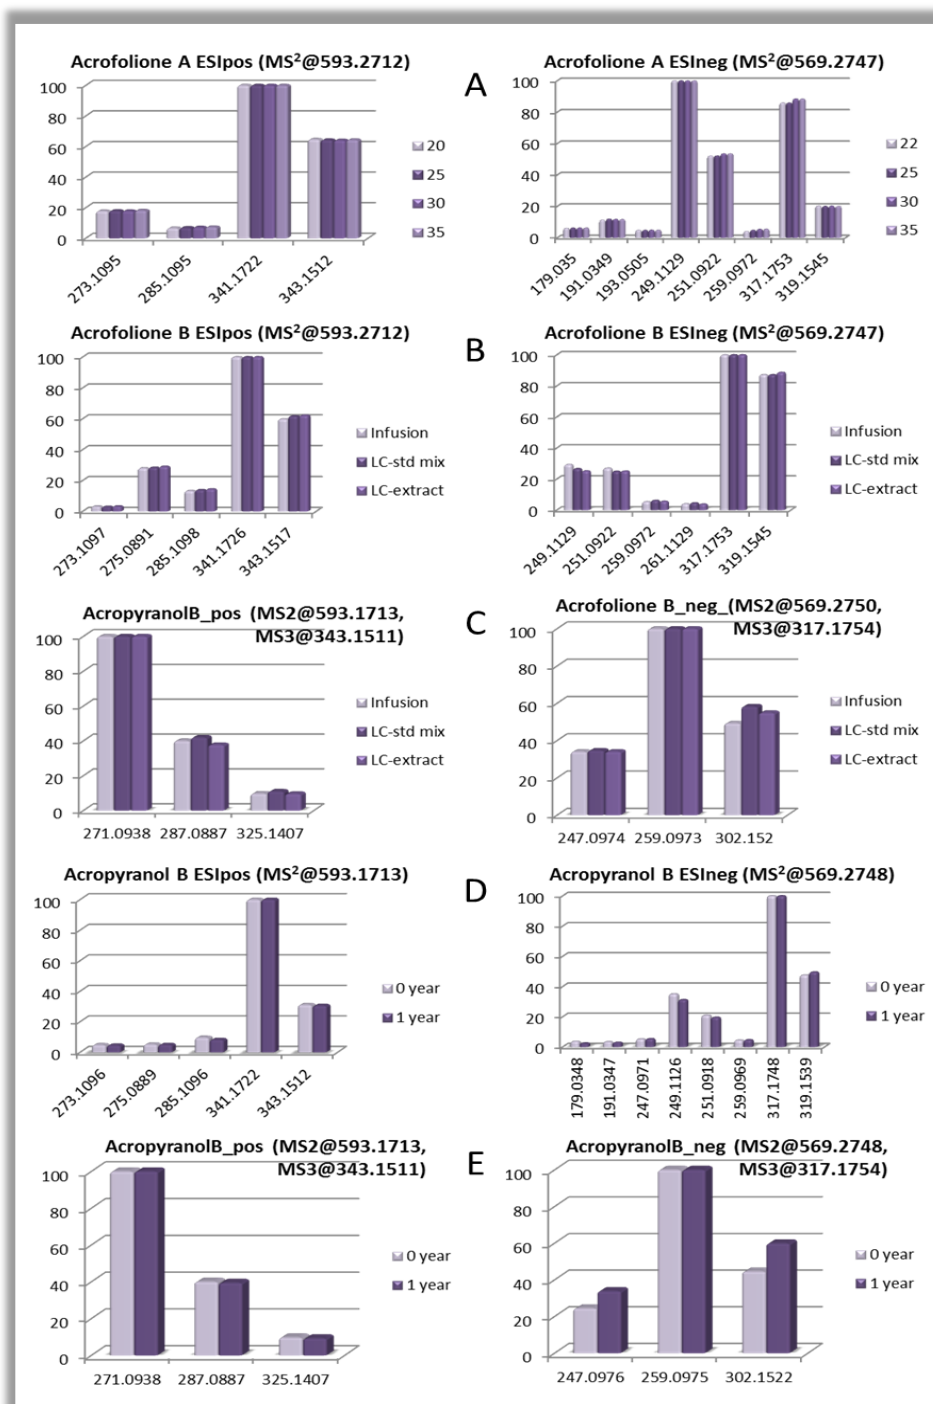 Acrofolione A ESIpos (MS²@593.2712)
A
Acrofolione A ESIneg (MS²@569.2747)
100
80
60
40
20
0
273.1095
285.1095
341.1722
343.1512
20
25
30
35
100
80
60
40
20
0
179.035
191.0349
193.0505
249.1129
251.0922
259.0972
317.1753
319.1545
22
25
30
35
Acrofolione B ESIpos (MS²@593.2712)
B
Acrofolione B ESIneg (MS²@569.2747)
100
80
60
40
20
0
273.1097
275.0891
285.1098
341.1726
343.1517
Infusion
LC-std mix
LC-extract
100
80
60
40
20
0
249.1129
251.0922
259.0972
261.1129
317.1753
319.1545
Infusion
LC-std mix
LC-extract
AcropyranolB_pos (MS2@593.1713,
MS3@343.1511)
C
Acrofolione B_neg_(MS2@569.2750,
MS3@317.1754)
100
80
60
40
20
0
271.0938 287.0887 325.1407
Infusion
LC-std mix
LC-extract
100
80
60
40
20
0
247.0974 259.0973 302.152
Infusion
LC-std mix
LC-extract
Acropyranol B ESIpos (MS²@593.1713)
D
Acropyranol B ESIneg (MS²@569.2748)
100
80
60
40
20
0
273.1096
275.0889
285.1096
341.1722
343.1512
0 year
1 year
100
80
60
40
20
0
179.0348
191.0347
247.0971
249.1126
251.0918
259.0969
317.1748
319.1539
0 year
1 year
AcropyranolB_pos (MS2@593.1713,
MS3@343.1511)
E
AcropyranolB_neg (MS2@569.2748,
MS3@317.1754)
100
80
60
40
20
0
271.0938 287.0887 325.1407
0 year
1 year
100
80
60
40
20
0
247.0976 259.0975 302.1522
0 year
1 year